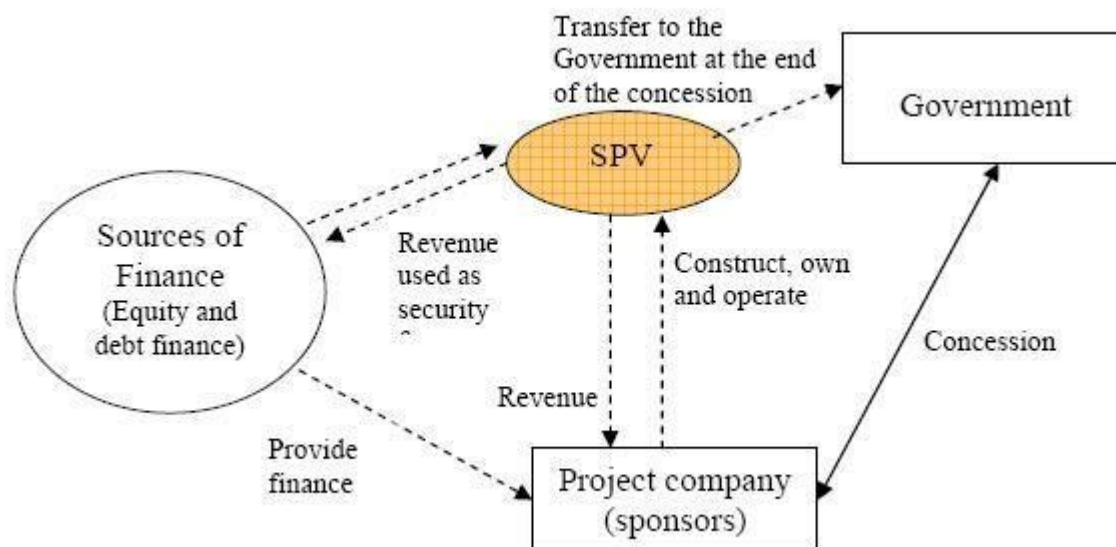 Transfer to the
Government at the end
of the concession
Government
SPV
Sources of
Finance
(Equity and
debt finance)
Revenue
used as
security
Construct, own
and operate
Concession
Revenue
Provide
finance
Project company
(sponsors)